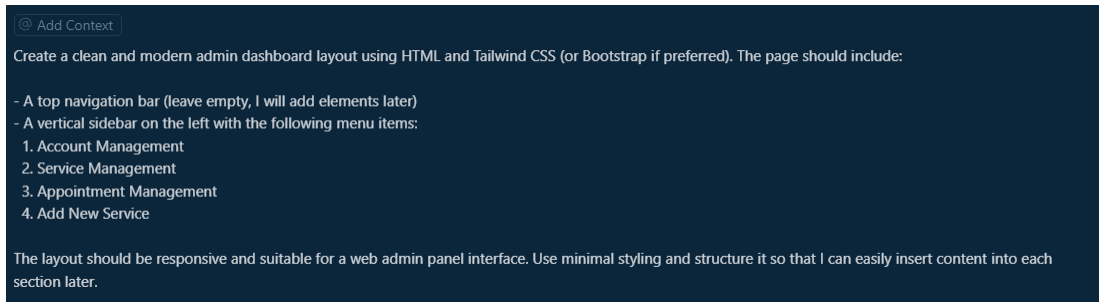 @ Add Context
Create a clean and modern admin dashboard layout using HTML and Tailwind CSS (or Bootstrap if preferred). The page should include:
- A top navigation bar (leave empty, I will add elements later)
- A vertical sidebar on the left with the following menu items:
1. Account Management
2. Service Management
3. Appointment Management
4. Add New Service
The layout should be responsive and suitable for a web admin panel interface. Use minimal styling and structure it so that I can easily insert content into each
section later.